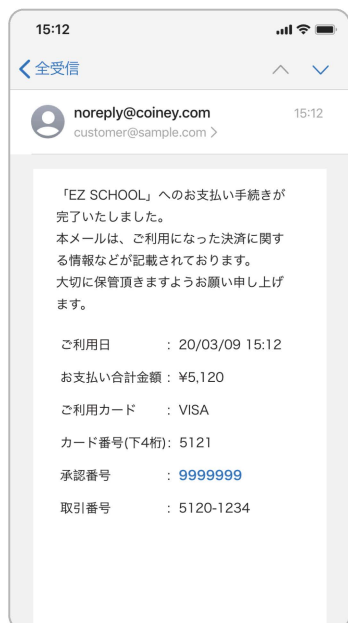 15:12
全受信
noreply@coiney.com 15:12
customer@sample.com >
「EZ SCHOOL」へのお支払い手続きが
完了いたしました。
本メールは、ご利用になった決済に関す
る情報などが記載されております。
大切に保管頂きますようお願い申し上げ
ます。
ご利用日 : 20/03/09 15:12
お支払い合計金額 : ¥5,120
ご利用カード : VISA
カード番号(下4桁) : 5121
承認番号 : 9999999
取引番号 : 5120-1234